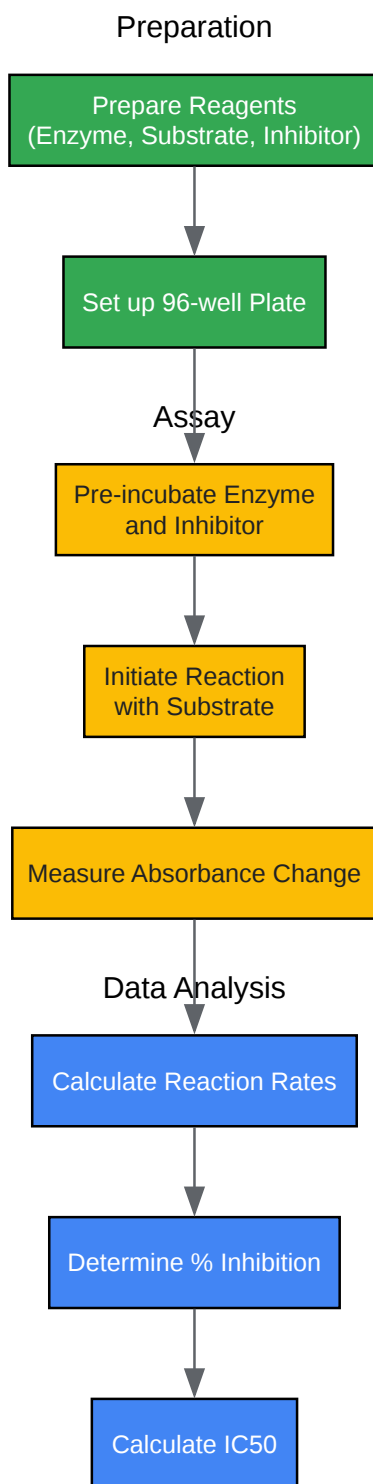 Preparation
Prepare Reagents
(Enzyme, Substrate, Inhibitor)
Set up 96-well Plate
Assay
Pre-incubate Enzyme
and Inhibitor
Initiate Reaction
with Substrate
Measure Absorbance Change
Data Analysis
Calculate Reaction Rates
Determine % Inhibition
Calculate IC50